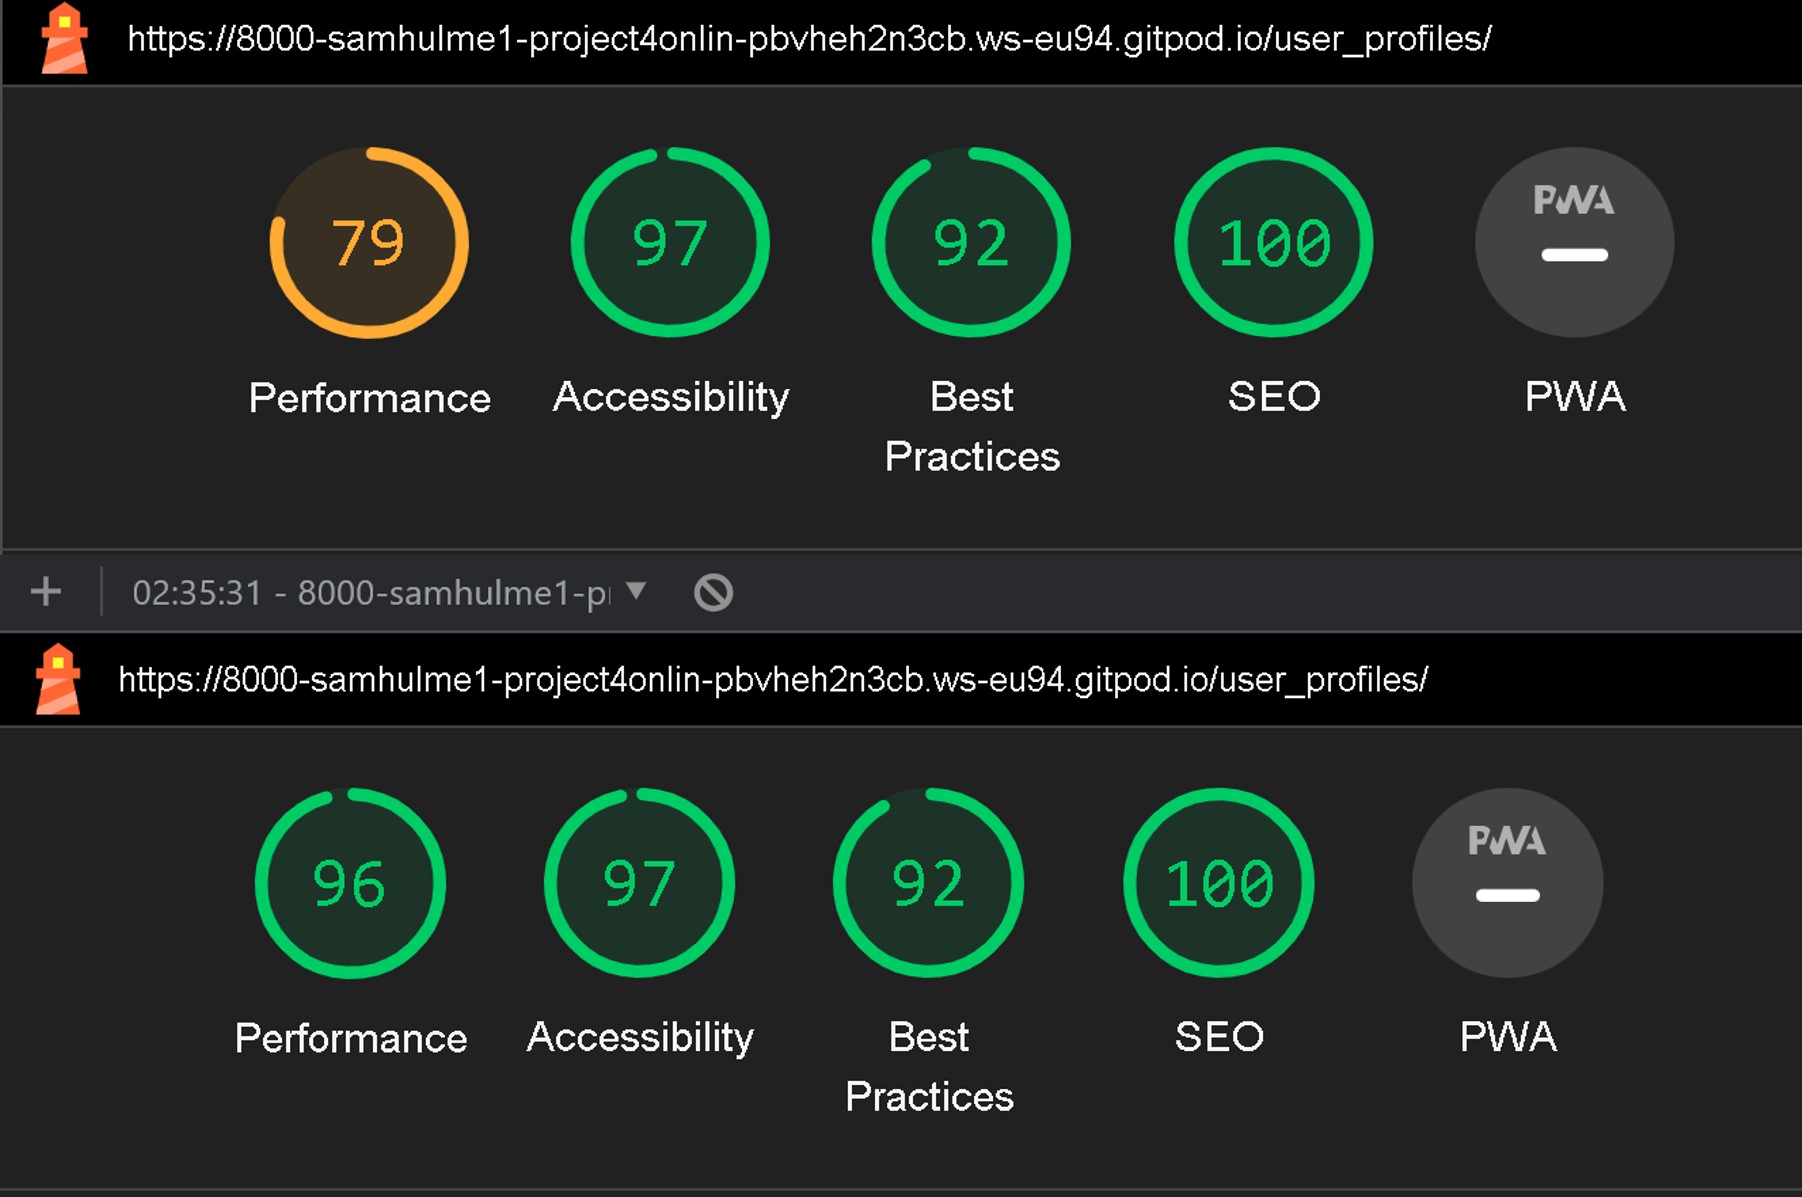 https://8000-samhulme1-project4onlin-pbvheh2n3cb.ws-eu94.gitpod.io/user_profiles/
79 97 92 100 PWA
Performance Accessibility Best Practices SEO PWA
02:35:31 - 8000-samhulme1-p
https://8000-samhulme1-project4onlin-pbvheh2n3cb.ws-eu94.gitpod.io/user_profiles/
96 97 92 100 PWA
Performance Accessibility Best Practices SEO PWA